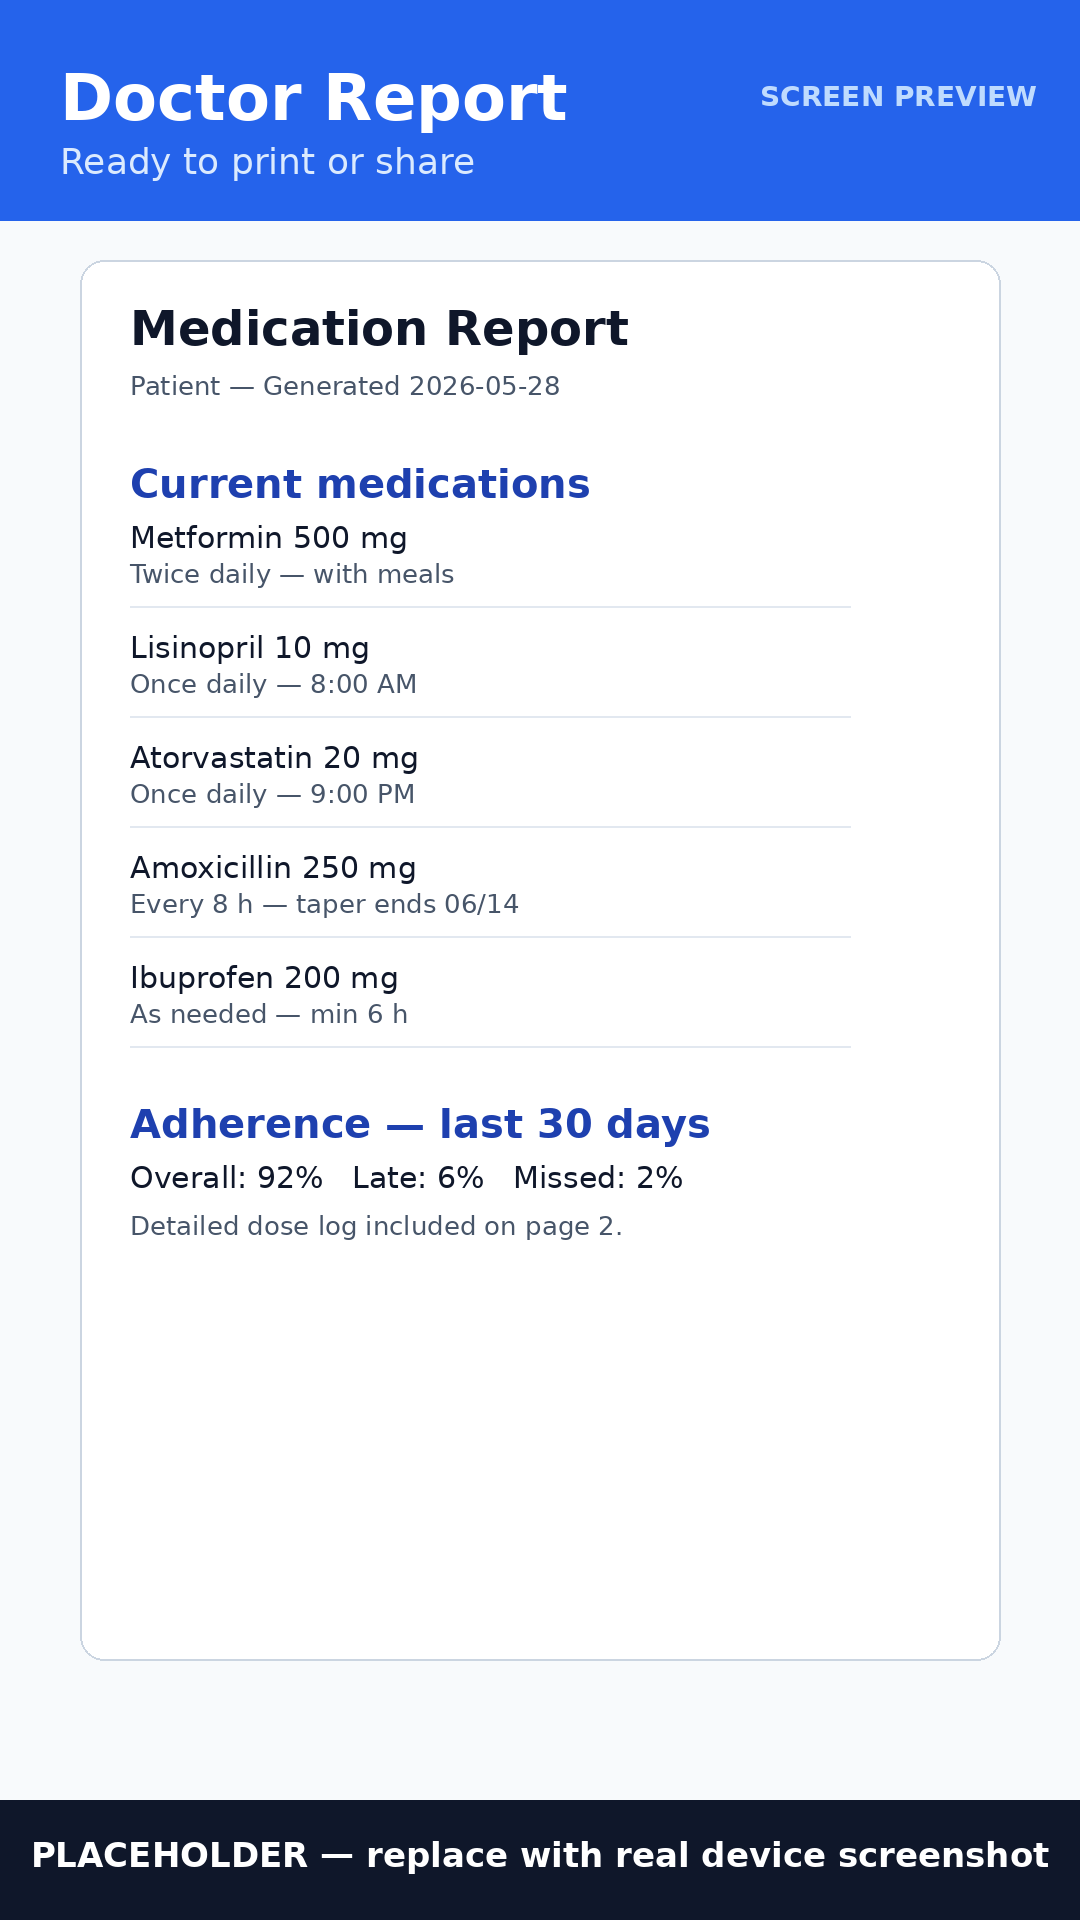 Doctor Report
SCREEN PREVIEW
Ready to print or share
Medication Report
Patient — Generated 2026-05-28
Current medications
Metformin 500 mg
Twice daily — with meals
Lisinopril 10 mg
Once daily — 8:00 AM
Atorvastatin 20 mg
Once daily — 9:00 PM
Amoxicillin 250 mg
Every 8 h — taper ends 06/14
Ibuprofen 200 mg
As needed — min 6 h
Adherence — last 30 days
Overall: 92% Late: 6% Missed: 2%
Detailed dose log included on page 2.
PLACEHOLDER — replace with real device screenshot